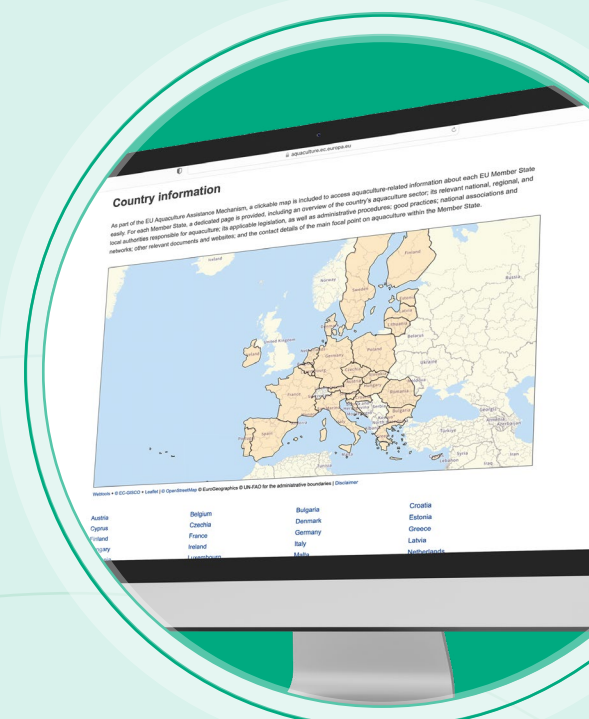 aquaculture.ec.europa.eu
Country information
As part of the EU Aquaculture Assistance Mechanism, a clickable map is included to access aquaculture-related information about each EU Member State
easily. For each Member State, a dedicated page is provided, including an overview of the country's aquaculture sector; its relevant national, regional, and
local authorities responsible for aquaculture; its applicable legislation, as well as administrative procedures; good practices; national associations and
networks; other relevant documents and websites; and the contact details of the main focal point on aquaculture within the Member State.
Iceland
Finland
Norway
Sweden
Russia
Estonia
Latvia
Lithuania
United Kingdom
Ireland
Belarus
Poland
Germany
Ukraine
Czechia
France
Hungary
Romania
Bulgaria
Italy
Spain
Georgia
Azerbaijan
Türkiye
Syria
Lebanon
Iraq
Iran
Tunisia
Webtools • © EC-GISCO • Leaflet | © OpenStreetMap © EuroGeographics © UN-FAO for the administrative boundaries | Disclaimer
Austria Belgium Bulgaria Croatia
Cyprus Czechia Denmark Estonia
Finland France Germany Greece
Ireland Italy Latvia
Luxembourg Malta Netherlands